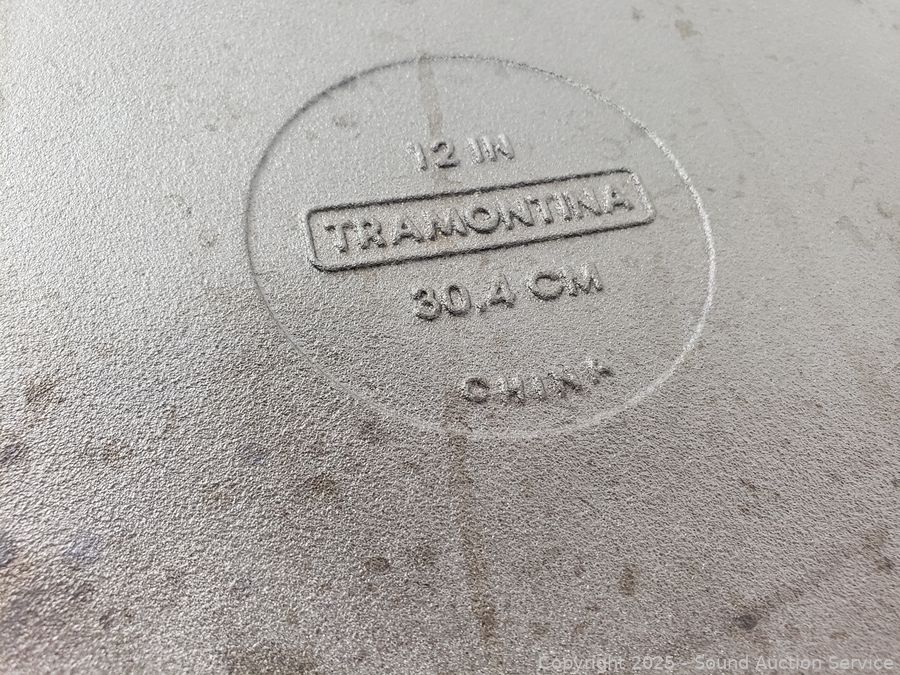 12 IN
TRAMONTINA
30.4 CM
CHINA
Copyright 2025 - Sound Auction Service